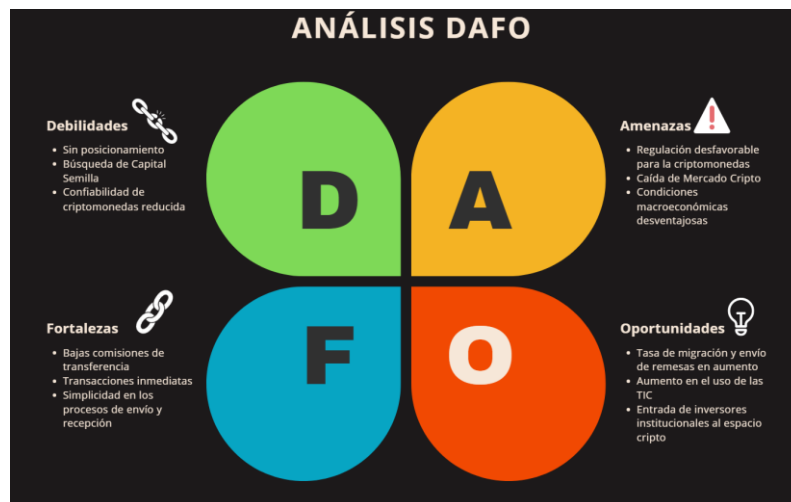 ANÁLISIS DAFO
Debilidades
• Sin posicionamiento
• Búsqueda de Capital
Semilla
• Confiabilidad de
criptomonedas reducida
D
A
Amenazas
• Regulación desfavorable
para la criptomonedas
• Caída de Mercado Cripto
• Condiciones
macroeconómicas
desventajosas
Fortalezas
• Bajas comisiones de
transferencia
• Transacciones inmediatas
• Simplicidad en los
procesos de envío y
recepción
F
O
Oportunidades
• Tasa de migración y envío
de remesas en aumento
• Aumento en el uso de las
TIC
• Entrada de inversores
institucionales al espacio
cripto